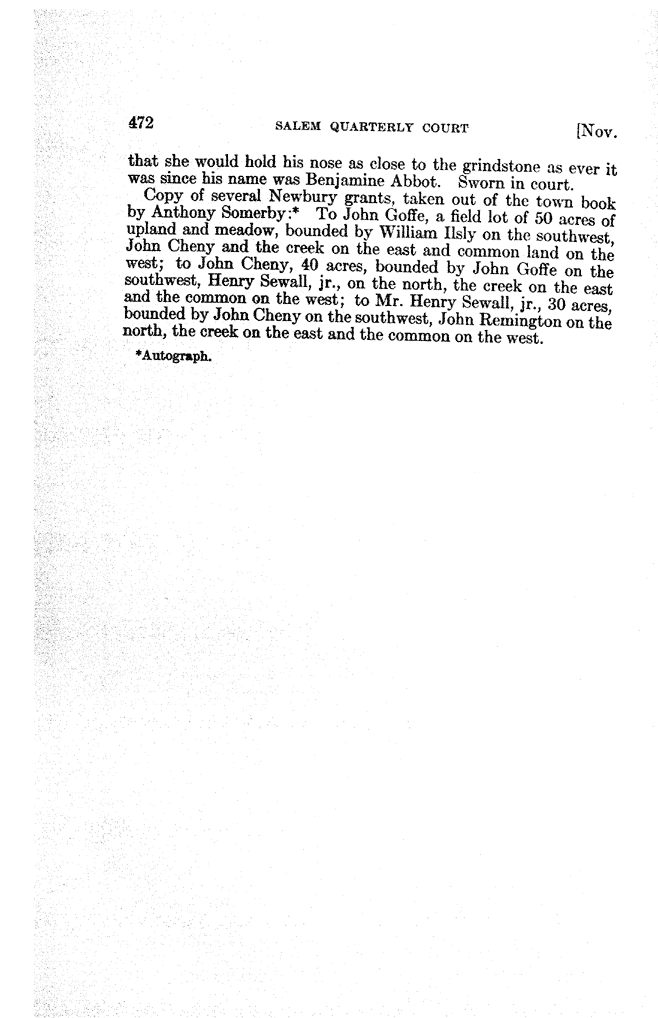 472 SALEM QUARTERLY COURT [Nov.
that she would hold his nose as close to the grindstone as ever it
was since his name was Benjamine Abbot. Sworn in court.
Copy of several Newbury grants, taken out of the town book
by Anthony Somerby:* To John Goffe, a field lot of 50 acres of
upland and meadow, bounded by William Ilsly on the southwest,
John Cheny and the creek on the east and common land on the
west; to John Cheny, 40 acres, bounded by John Goffe on the
southwest, Henry Sewall, jr., on the north, the creek on the east
and the common on the west; to Mr. Henry Sewall, jr., 30 acres,
bounded by John Cheny on the southwest, John Remington on the
north, the creek on the east and the common on the west.
*Autograph.